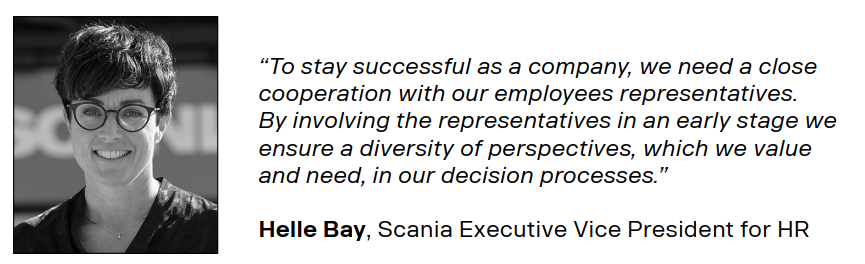 “To stay successful as a company, we need a close
cooperation with our employees representatives.
By involving the representatives in an early stage we
ensure a diversity of perspectives, which we value
and need, in our decision processes.”
Helle Bay, Scania Executive Vice President for HR